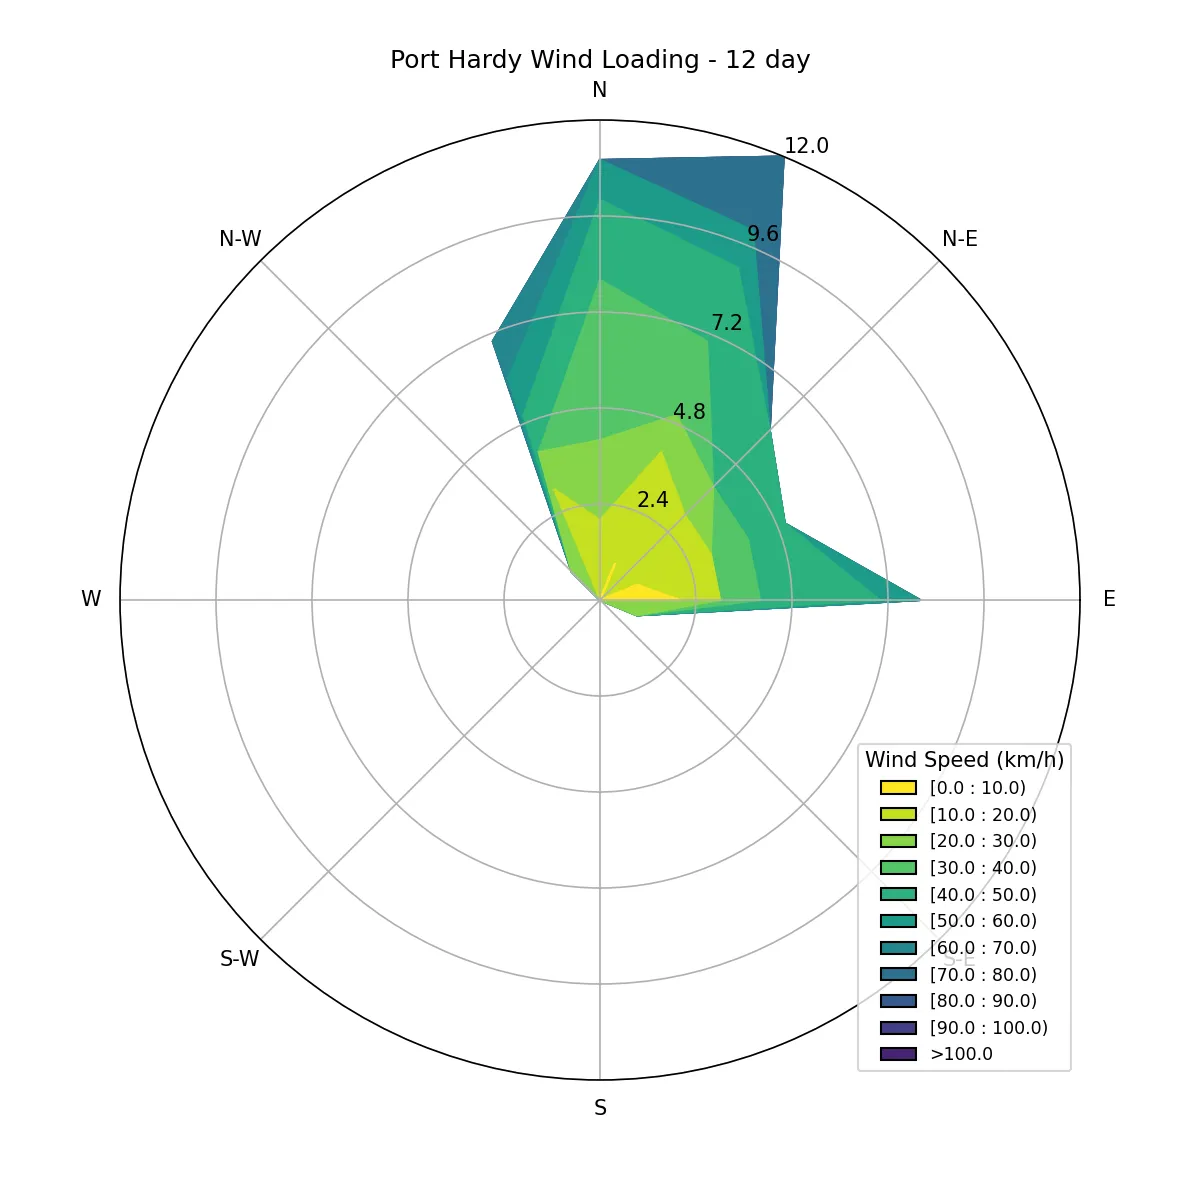 Port Hardy Wind Loading - 12 day
N
12.0
N-W
9.6
N-E
7.2
4.8
2.4
W
E
Wind Speed (km/h)
[0.0 : 10.0)
[10.0 : 20.0)
[20.0 : 30.0)
[30.0 : 40.0)
[40.0 : 50.0)
[50.0 : 60.0)
[60.0 : 70.0)
[70.0 : 80.0)
[80.0 : 90.0)
[90.0 : 100.0)
>100.0
S-W
S-E
S